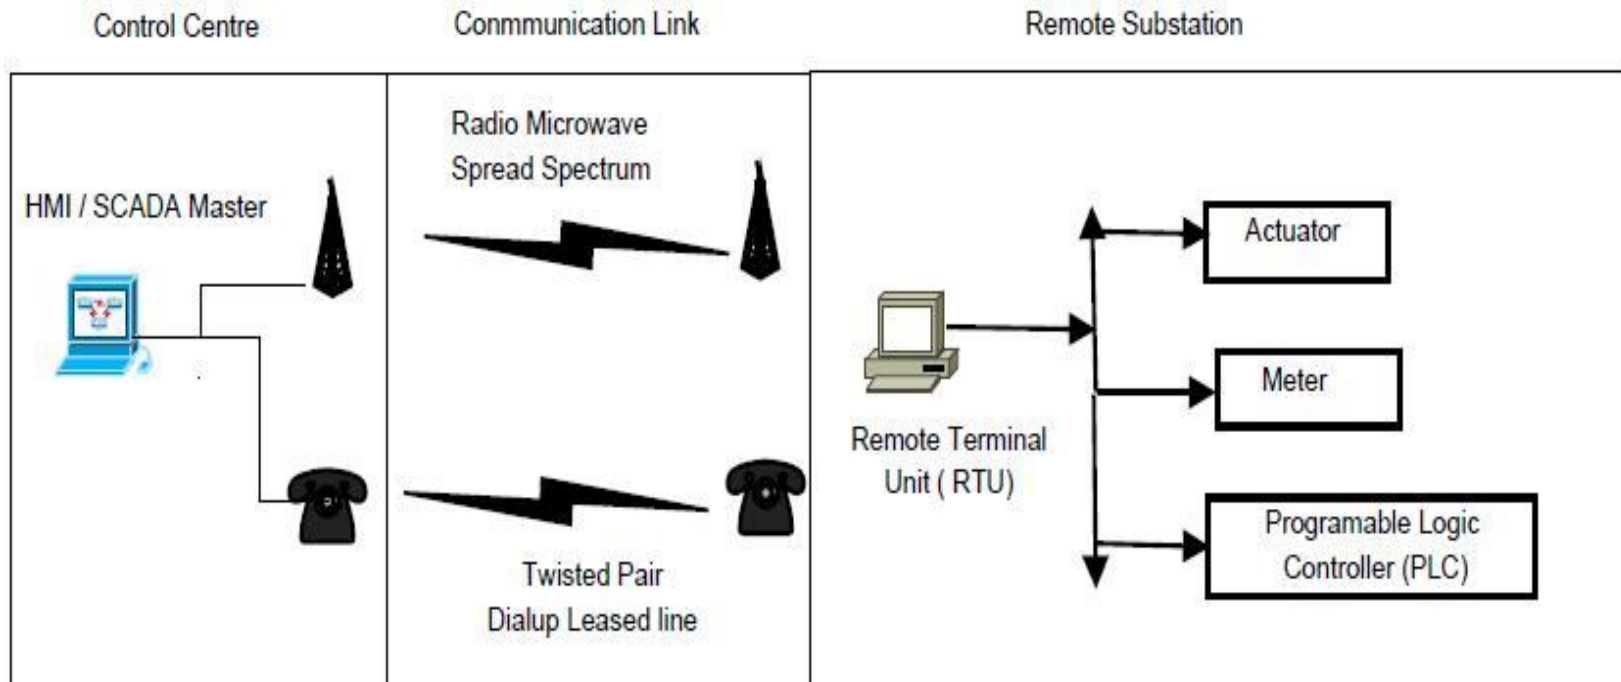 Control Centre
Conmmunication Link
Remote Substation
HMI / SCADA Master
Radio Microwave
Spread Spectrum
Twisted Pair
Dialup Leased line
Remote Terminal
Unit ( RTU)
Actuator
Meter
Programable Logic
Controller (PLC)